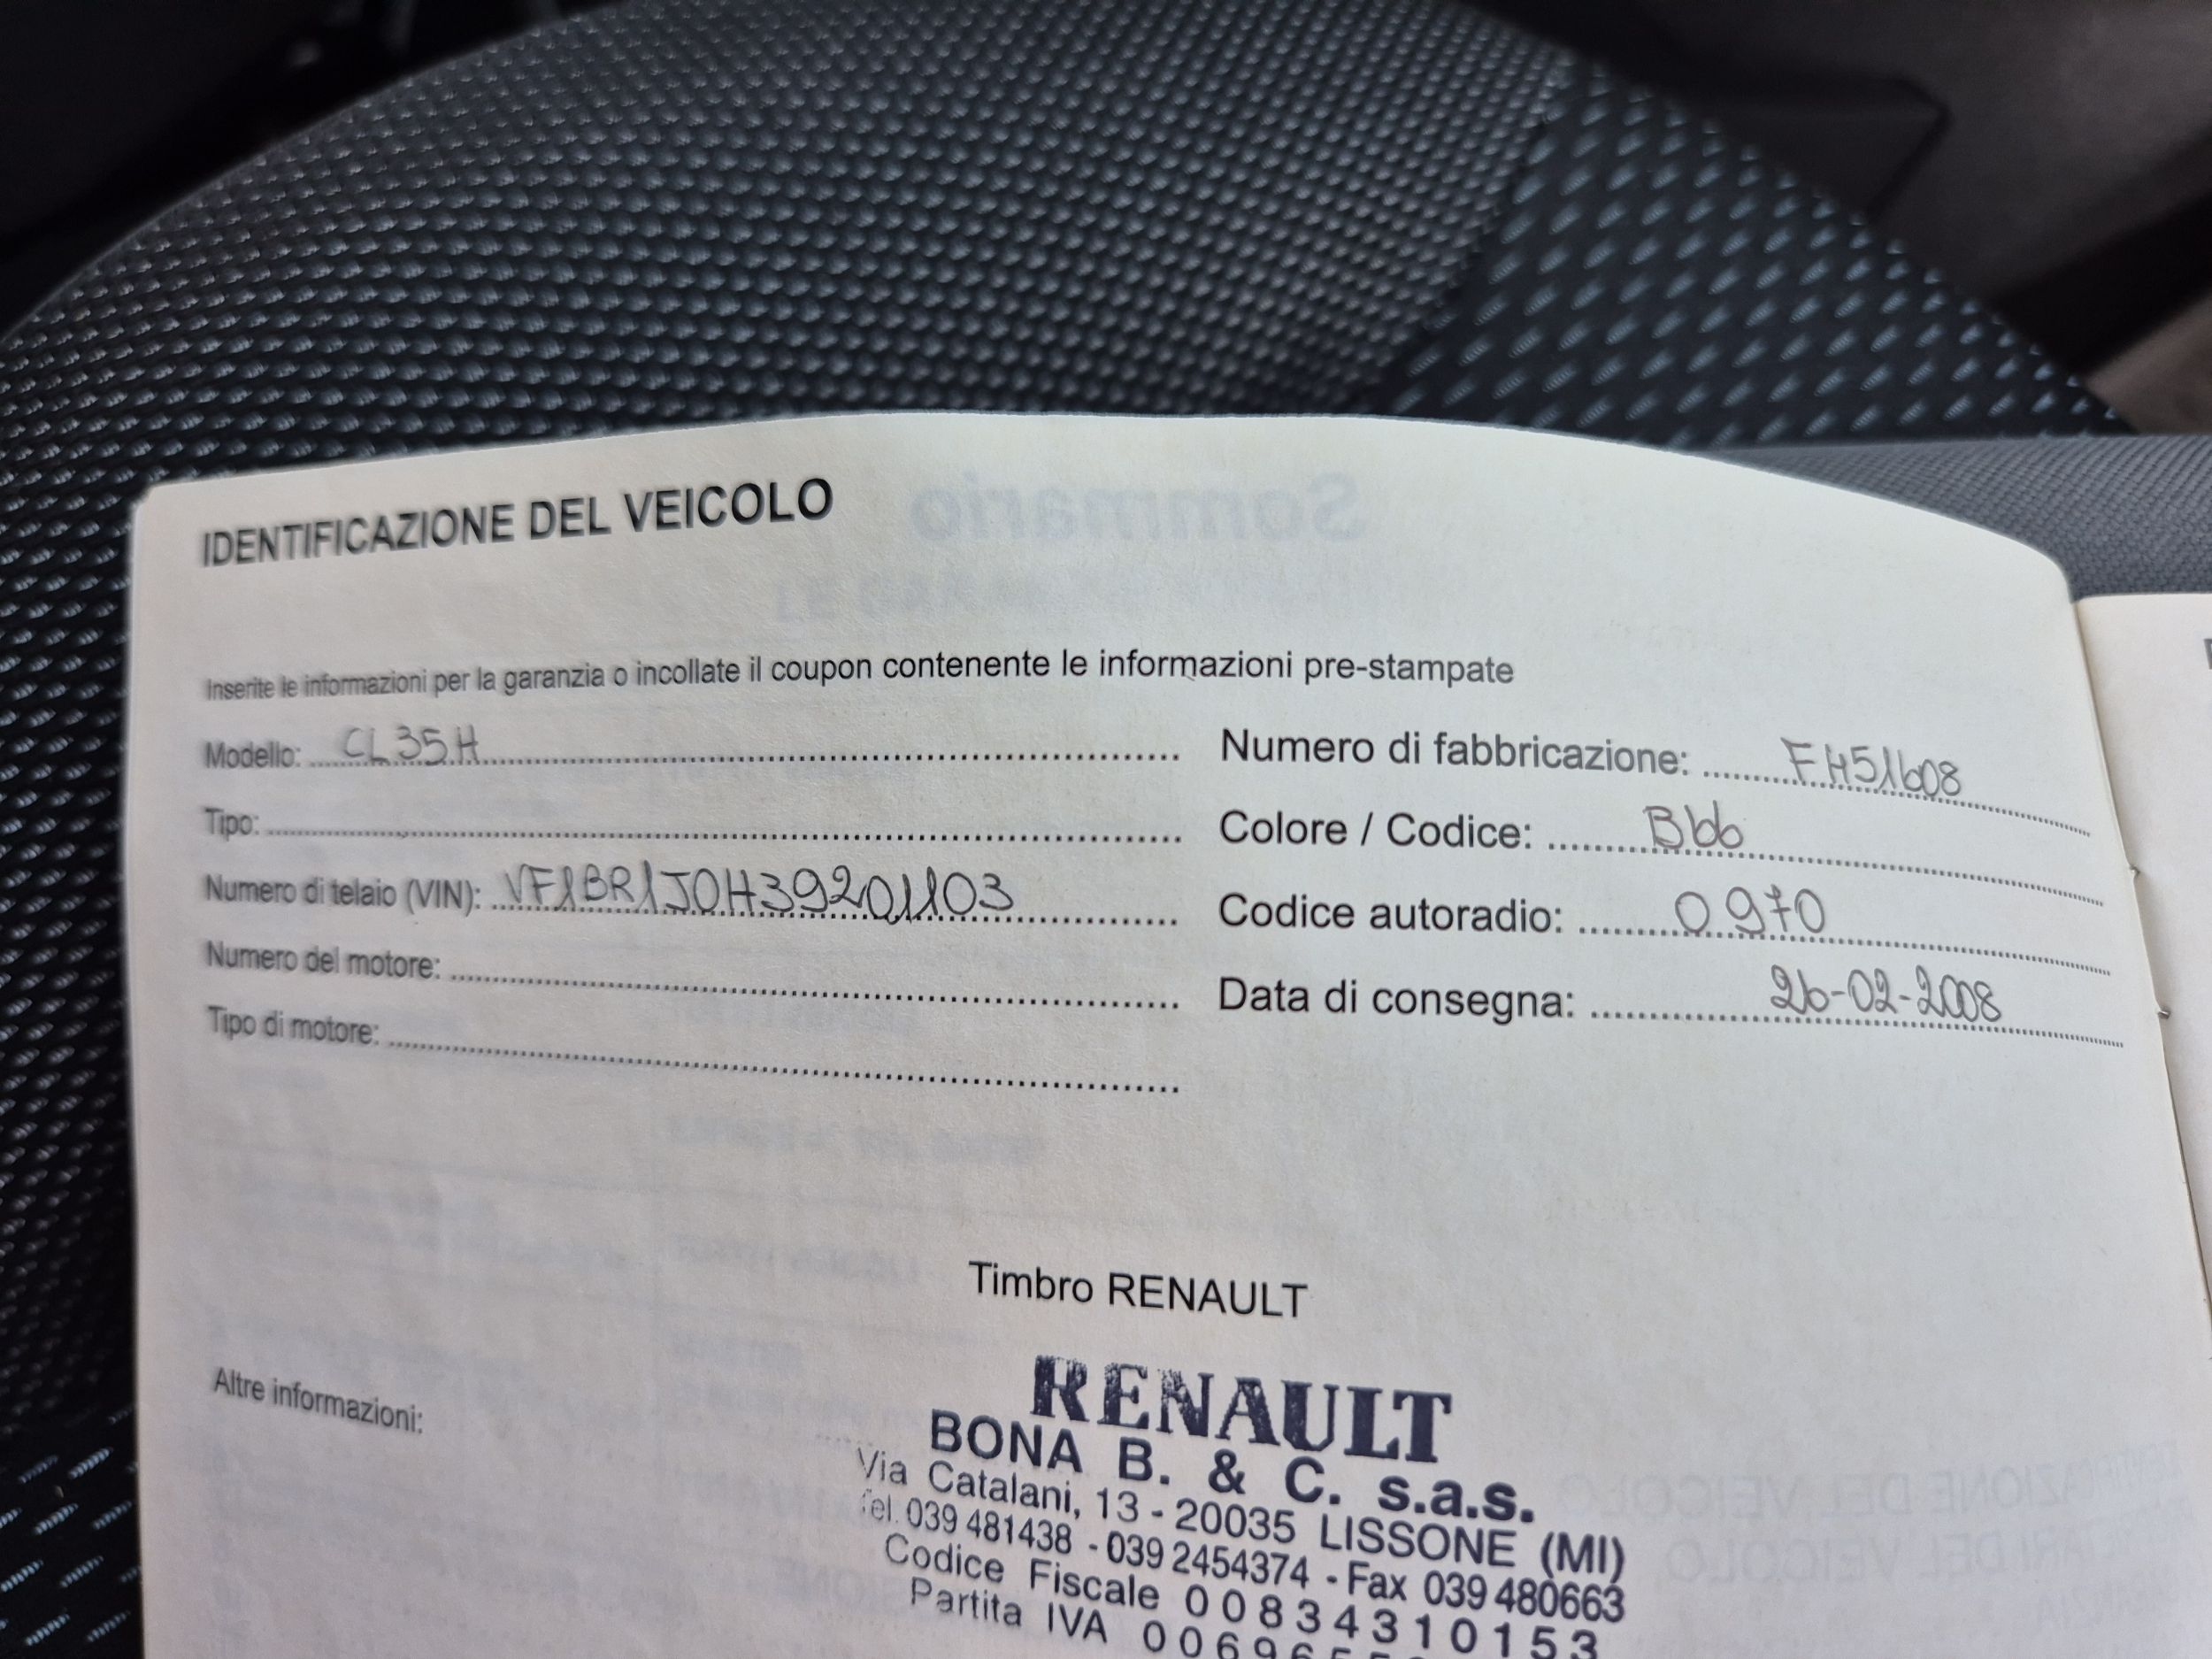 IDENTIFICAZIONE DEL VEICOLO
Inserite le informazioni per la garanzia o incollate il coupon contenente le informazioni pre-stampate
Modello: CL35H
Tipo:
Numero di telaio (VIN): VF1BR1J0H39201103
Numero del motore:
Tipo di motore:
Numero di fabbricazione: FH51608
Colore / Codice: B66
Codice autoradio: 0970
Data di consegna: 26-02-2008
Timbro RENAULT
Altre informazioni:
RENAULT
BONA B. & C. s.a.s.
Via Catalani, 13 - 20035 LISSONE (MI)
Tel. 039 481438 - 039 2454374 - Fax 039 480663
Codice Fiscale 00834310153
Partita IVA